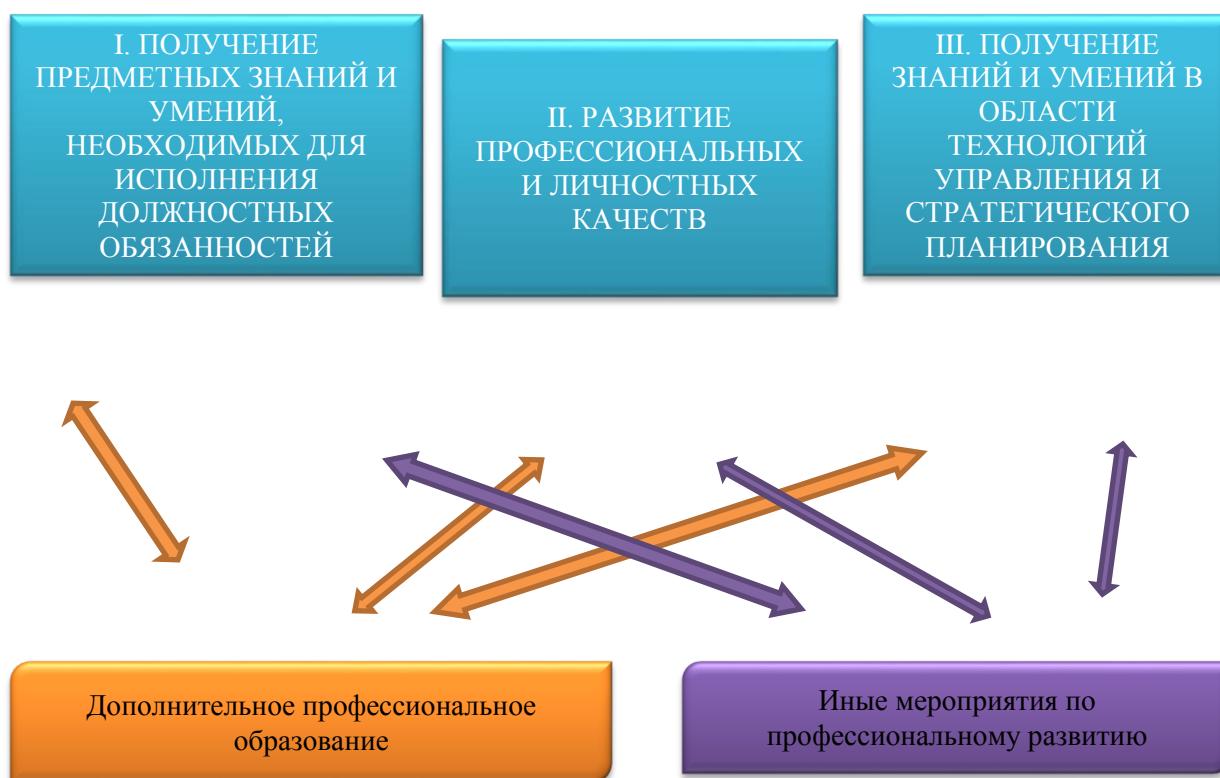 I. ПОЛУЧЕНИЕ
ПРЕДМЕТНЫХ ЗНАНИЙ И
УМЕНИЙ,
НЕОБХОДИМЫХ ДЛЯ
ИСПОЛНЕНИЯ
ДОЛЖНОСТНЫХ
ОБЯЗАННОСТЕЙ
II. РАЗВИТИЕ
ПРОФЕССИОНАЛЬНЫХ
И ЛИЧНОСТНЫХ
КАЧЕСТВ
III. ПОЛУЧЕНИЕ
ЗНАНИЙ И УМЕНИЙ В
ОБЛАСТИ
ТЕХНОЛОГИЙ
УПРАВЛЕНИЯ И
СТРАТЕГИЧЕСКОГО
ПЛАНИРОВАНИЯ
Дополнительное профессиональное
образование
Иные мероприятия по
профессиональному развитию